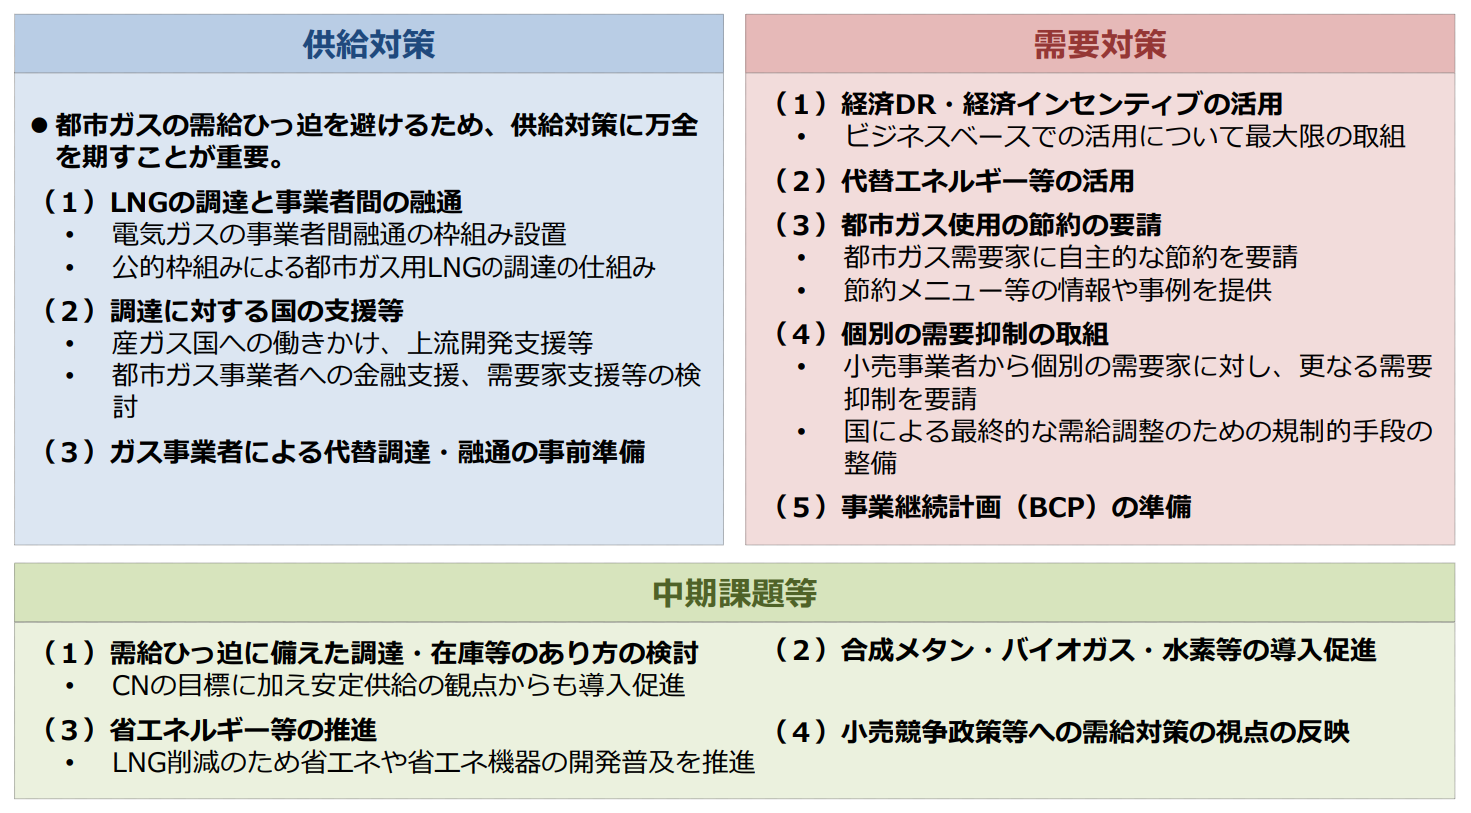 供給対策
● 都市ガスの需給ひっ迫を避けるため、供給対策に万全
を期すことが重要。
（１）LNGの調達と事業者間の融通
• 電気ガスの事業者間融通の枠組み設置
• 公的枠組みによる都市ガス用LNGの調達の仕組み
（２）調達に対する国の支援等
• 産ガス国への働きかけ、上流開発支援等
• 都市ガス事業者への金融支援、需要家支援等の検
討
（３）ガス事業者による代替調達・融通の事前準備
需要対策
（１）経済DR・経済インセンティブの活用
• ビジネスベースでの活用について最大限の取組
（２）代替エネルギー等の活用
（３）都市ガス使用の節約の要請
• 都市ガス需要家に自主的な節約を要請
• 節約メニュー等の情報や事例を提供
（４）個別の需要抑制の取組
• 小売事業者から個別の需要家に対し、更なる需要
抑制を要請
• 国による最終的な需給調整のための規制的手段の
整備
（５）事業継続計画（BCP）の準備
中期課題等
（１）需給ひっ迫に備えた調達・在庫等のあり方の検討
• CNの目標に加え安定供給の観点からも導入促進
（２）合成メタン・バイオガス・水素等の導入促進
（３）省エネルギー等の推進
• LNG削減のため省エネや省エネ機器の開発普及を推進
（４）小売競争政策等への需給対策の視点の反映